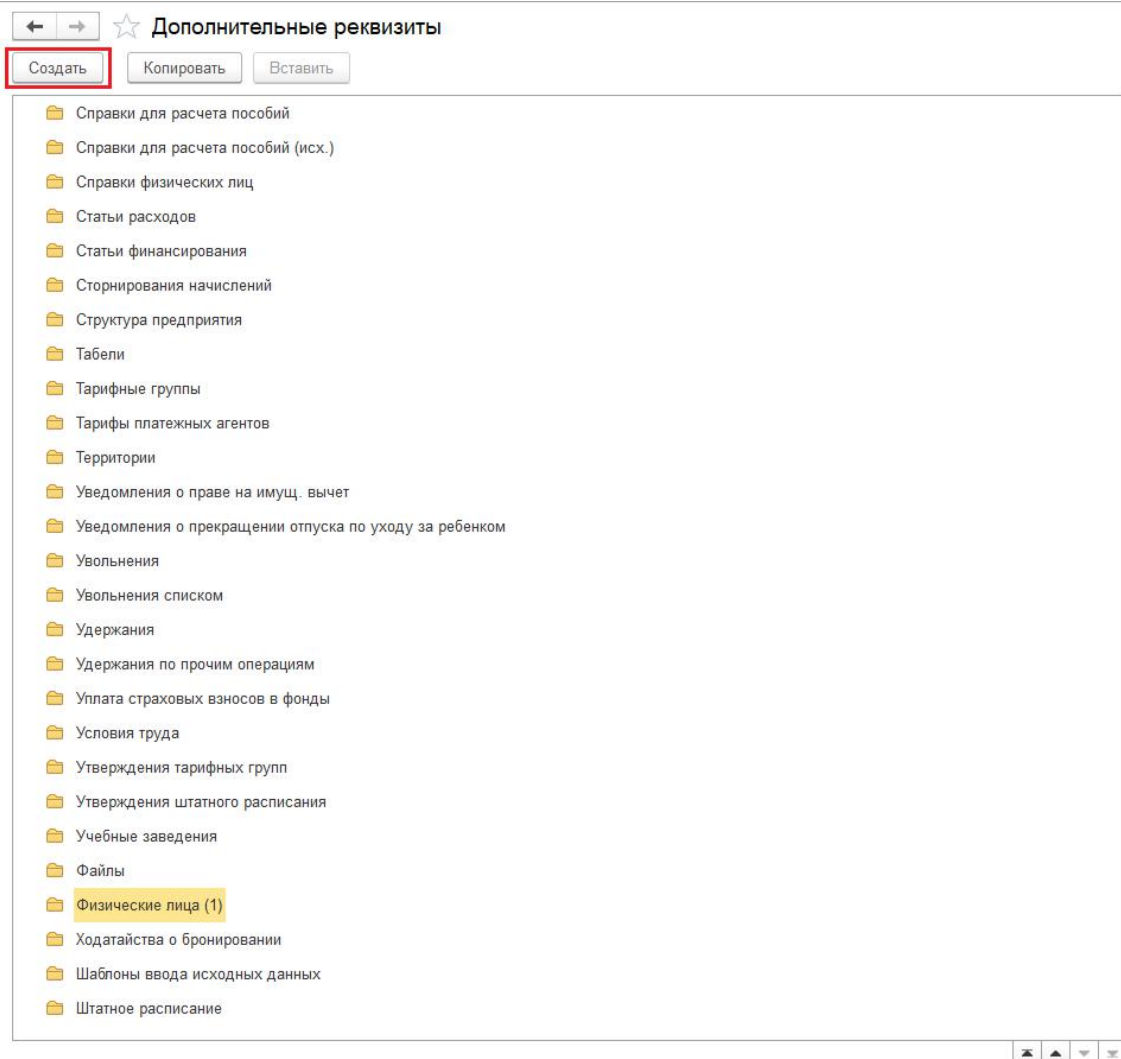 Дополнительные реквизиты
Создать Копировать Вставить
Справки для расчета пособий
Справки для расчета пособий (исх.)
Справки физических лиц
Статьи расходов
Статьи финансирования
Сторнирования начислений
Структура предприятия
Табели
Тарифные группы
Тарифы платежных агентов
Территории
Уведомления о праве на имущ. вычет
Уведомления о прекращении отпуска по уходу за ребенком
Увольнения
Увольнения списком
Удержания
Удержания по прочим операциям
Уплата страховых взносов в фонды
Условия труда
Утверждения тарифных групп
Утверждения штатного расписания
Учебные заведения
Файлы
Физические лица (1)
Ходатайства о бронировании
Шаблоны ввода исходных данных
Штатное расписание